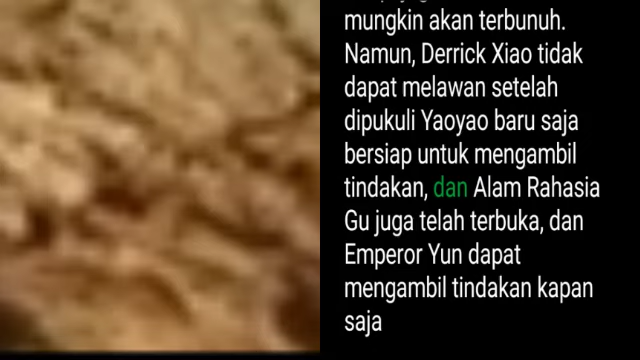 mungkin akan terbunuh.
Namun, Derrick Xiao tidak
dapat melawan setelah
dipukuli Yaoyao baru saja
bersiap untuk mengambil
tindakan, dan Alam Rahasia
Gu juga telah terbuka, dan
Emperor Yun dapat
mengambil tindakan kapan
saja